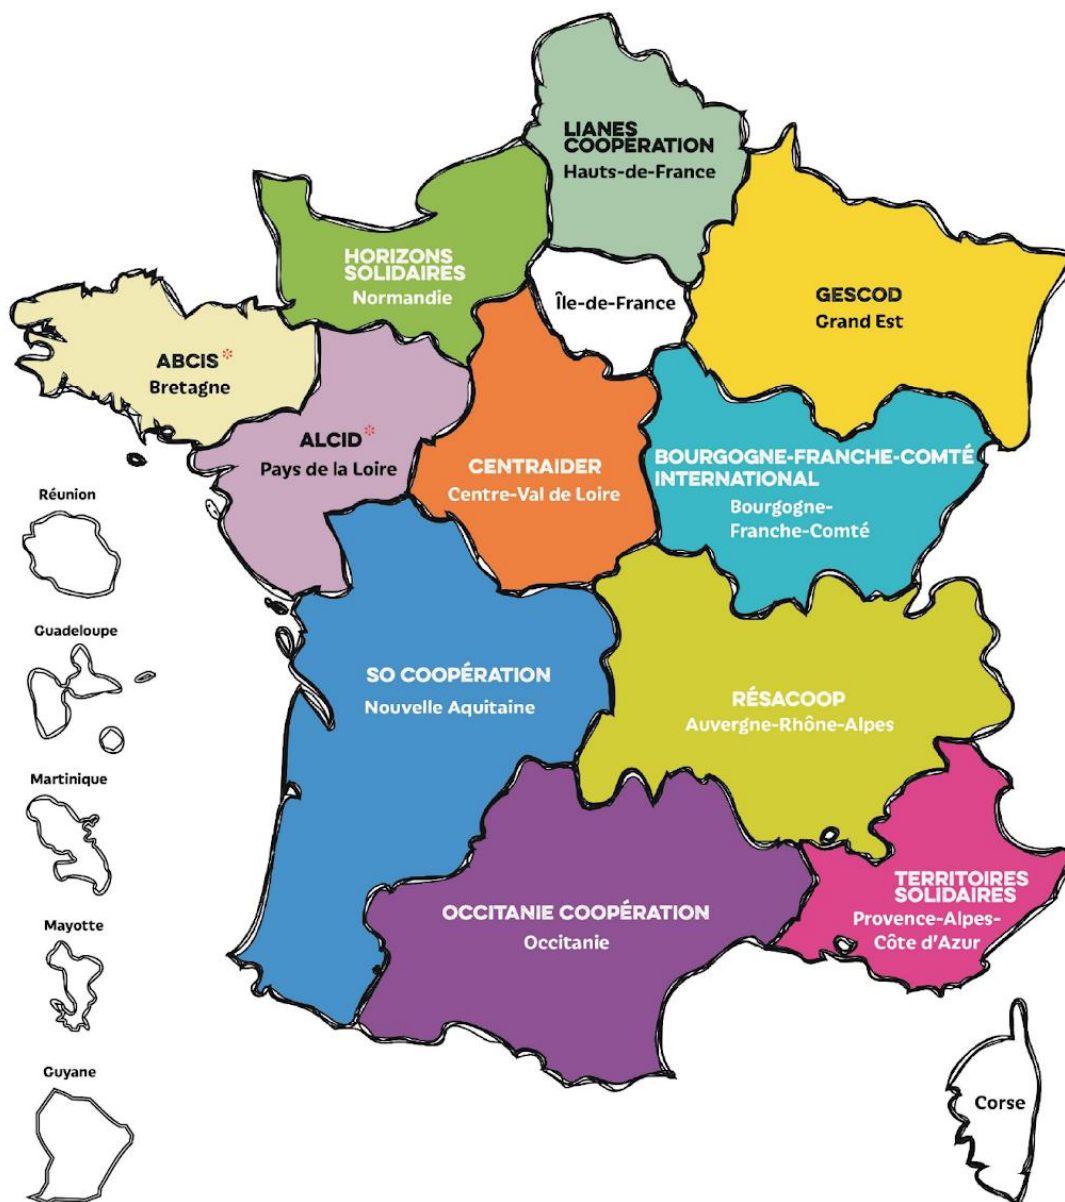 LIANES
COOPERATION
Hauts-de-France
HORIZONS
SOLIDAIRES
Normandie
Île-de-France
GESCOD
Grand Est
ABCIS*
Bretagne
ALCID*
Pays de la Loire
CENTRAIDER
Centre-Val de Loire
BOURGOGNE-FRANCHE-COMTÉ
INTERNATIONAL
Bourgogne-
Franche-Comté
Réunion
Guadeloupe
SO COOPÉRATION
Nouvelle Aquitaine
RÉSACOOP
Auvergne-Rhône-Alpes
Martinique
OCCITANIE COOPÉRATION
Occitanie
TERRITOIRES
SOLIDAIRES
Provence-Alpes-
Côte d'Azur
Mayotte
Guyane
Corse